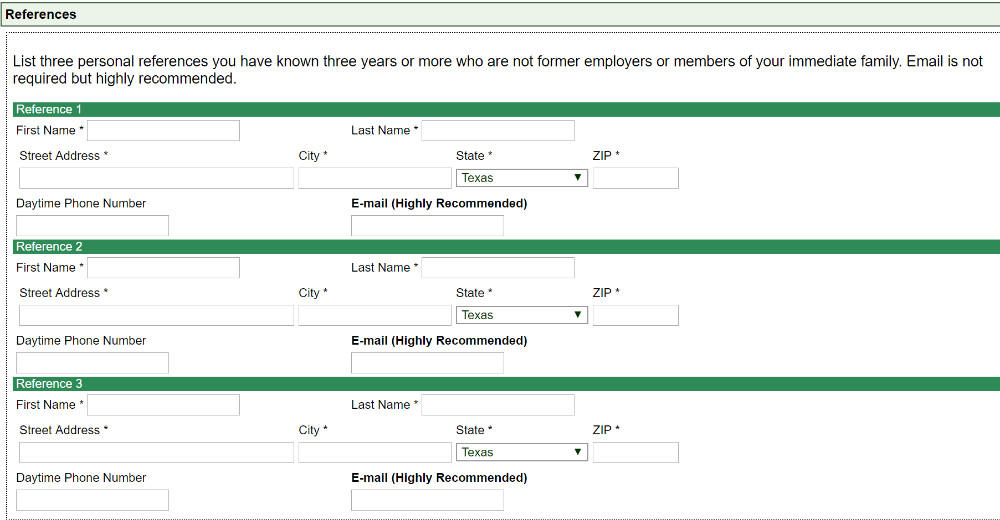 References
List three personal references you have known three years or more who are not former employers or members of your immediate family. Email is not
required but highly recommended.
Reference 1
First Name * Last Name *
Street Address * City * State * ZIP *
Texas ▼
Daytime Phone Number E-mail (Highly Recommended)
Reference 2
First Name * Last Name *
Street Address * City * State * ZIP *
Texas ▼
Daytime Phone Number E-mail (Highly Recommended)
Reference 3
First Name * Last Name *
Street Address * City * State * ZIP *
Texas ▼
Daytime Phone Number E-mail (Highly Recommended)